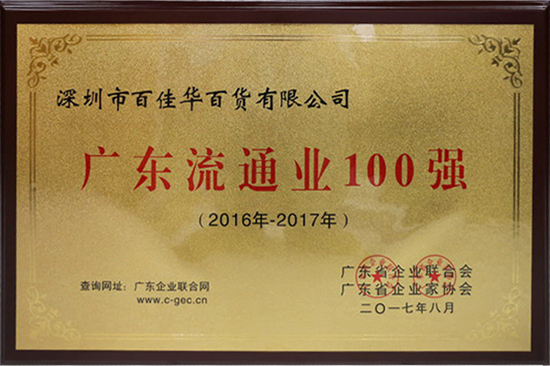 深圳市百佳华百货有限公司
广东流通业100强
（2016年-2017年）
查询网址：广东企业联合网
www.c-gec.cn
广东省企业联合会
广东省企业家协会
二〇一七年八月